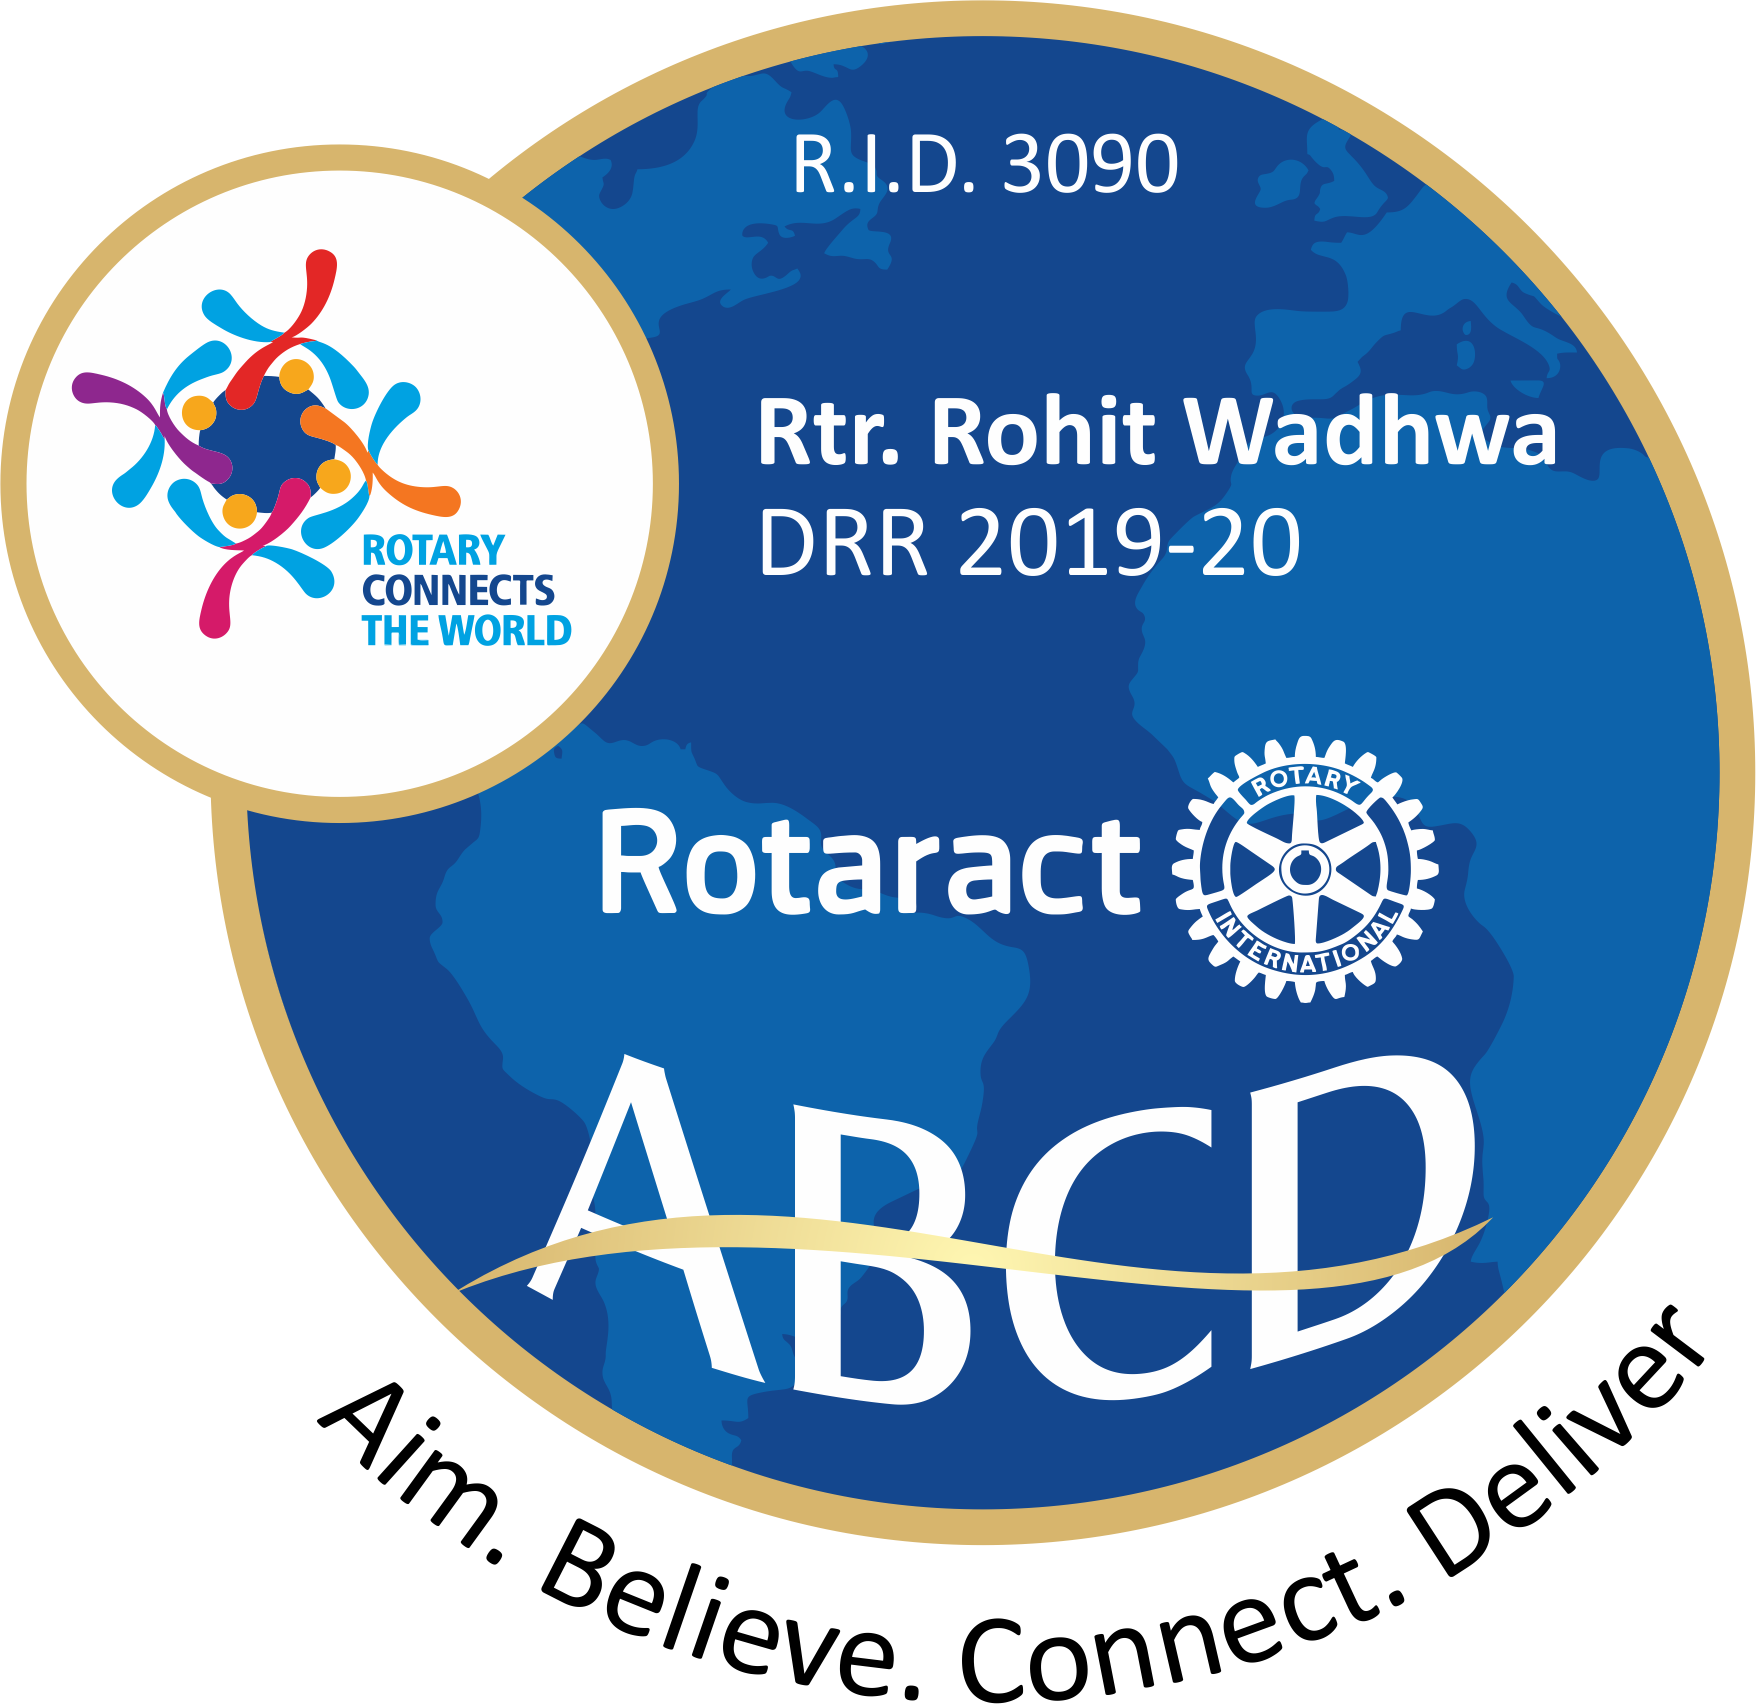 R.I.D. 3090
ROTARY
CONNECTS
THE WORLD
Rtr. Rohit Wadhwa
DRR 2019-20
Rotaract
ROTARY
INTERNATIONAL
ABCD
Aim. Believe. Connect. Deliver